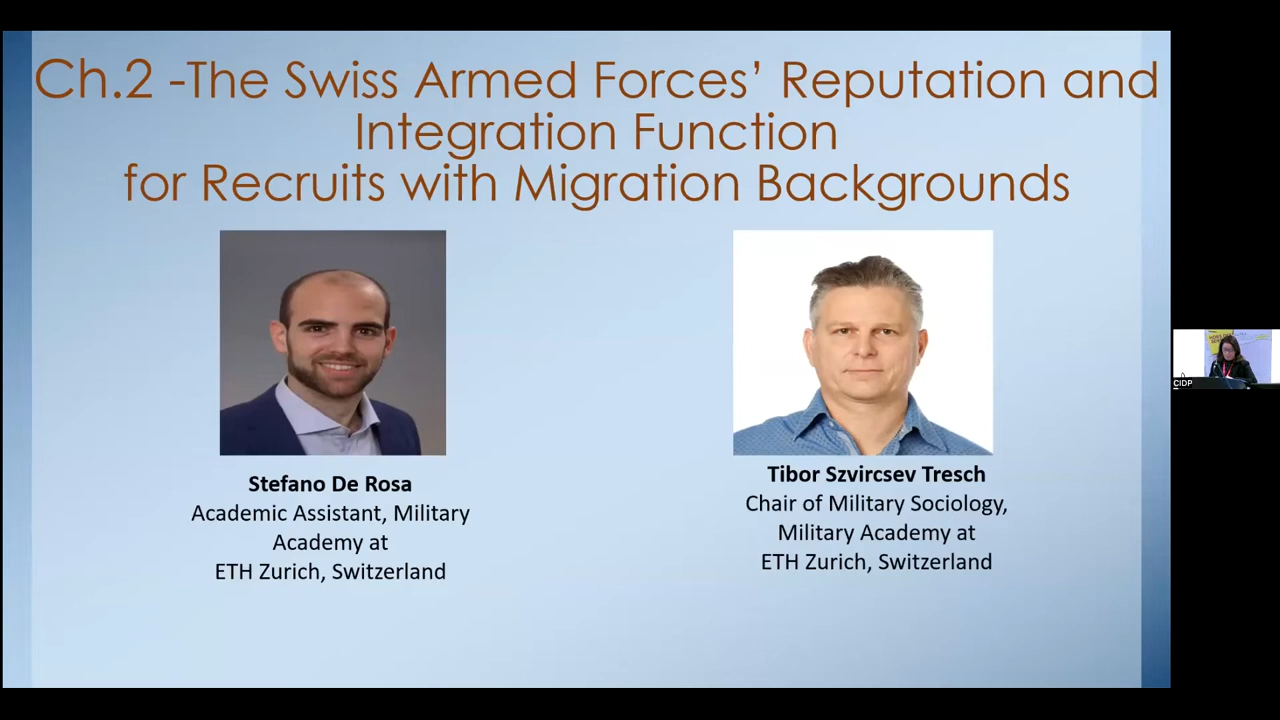 Ch.2 -The Swiss Armed Forces’ Reputation and
Integration Function
for Recruits with Migration Backgrounds
Stefano De Rosa
Academic Assistant, Military
Academy at
ETH Zurich, Switzerland
Tibor Szvircsev Tresch
Chair of Military Sociology,
Military Academy at
ETH Zurich, Switzerland
CIDP